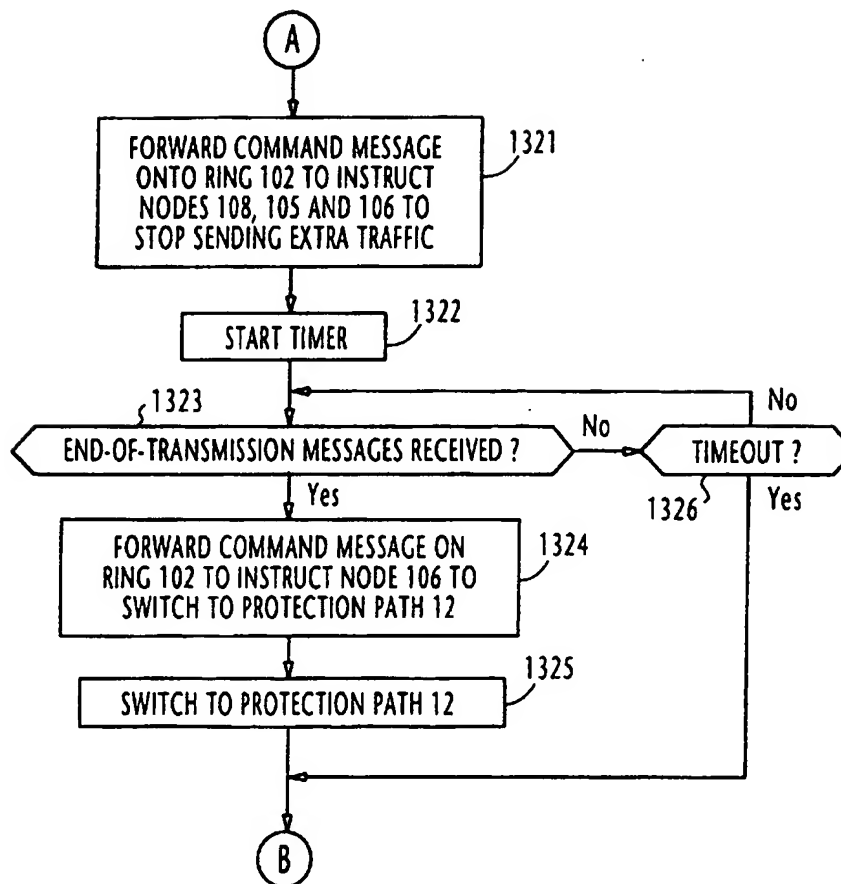 A
FORWARD COMMAND MESSAGE
ONTO RING 102 TO INSTRUCT
NODES 108, 105 AND 106 TO
STOP SENDING EXTRA TRAFFIC
1321
START TIMER
1322
1323
END-OF-TRANSMISSION MESSAGES RECEIVED ?
No
TIMEOUT ?
No
1326
Yes
Yes
FORWARD COMMAND MESSAGE ON
RING 102 TO INSTRUCT NODE 106 TO
SWITCH TO PROTECTION PATH 12
1324
SWITCH TO PROTECTION PATH 12
1325
B